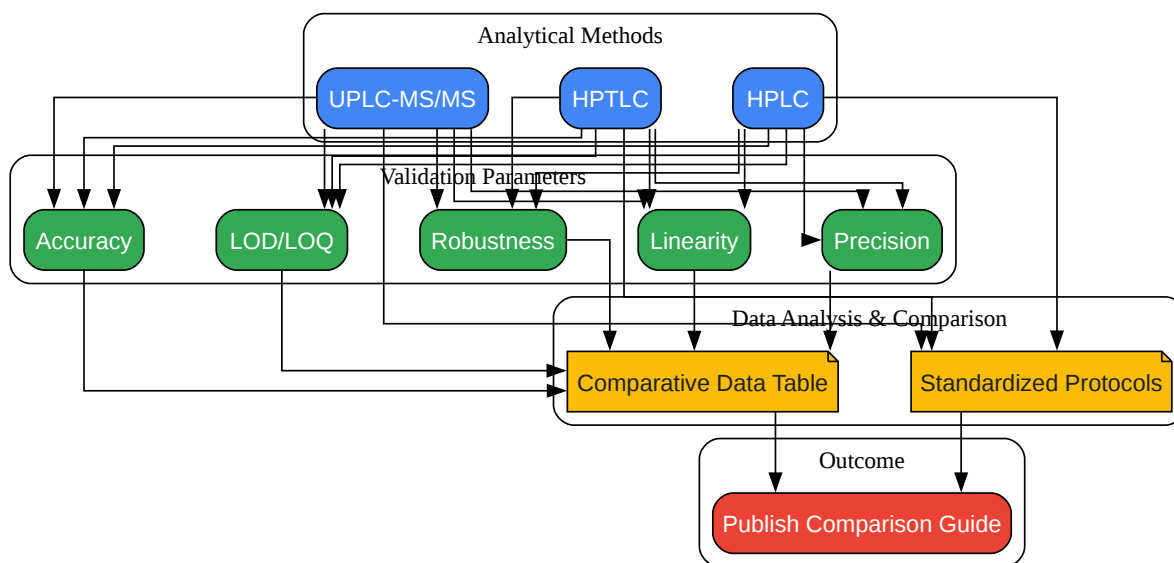 Analytical Methods
UPLC-MS/MS
HPTLC
HPLC
Validation Parameters
Accuracy
LOD/LOQ
Robustness
Linearity
Precision
Data Analysis & Comparison
Comparative Data Table
Standardized Protocols
Outcome
Publish Comparison Guide